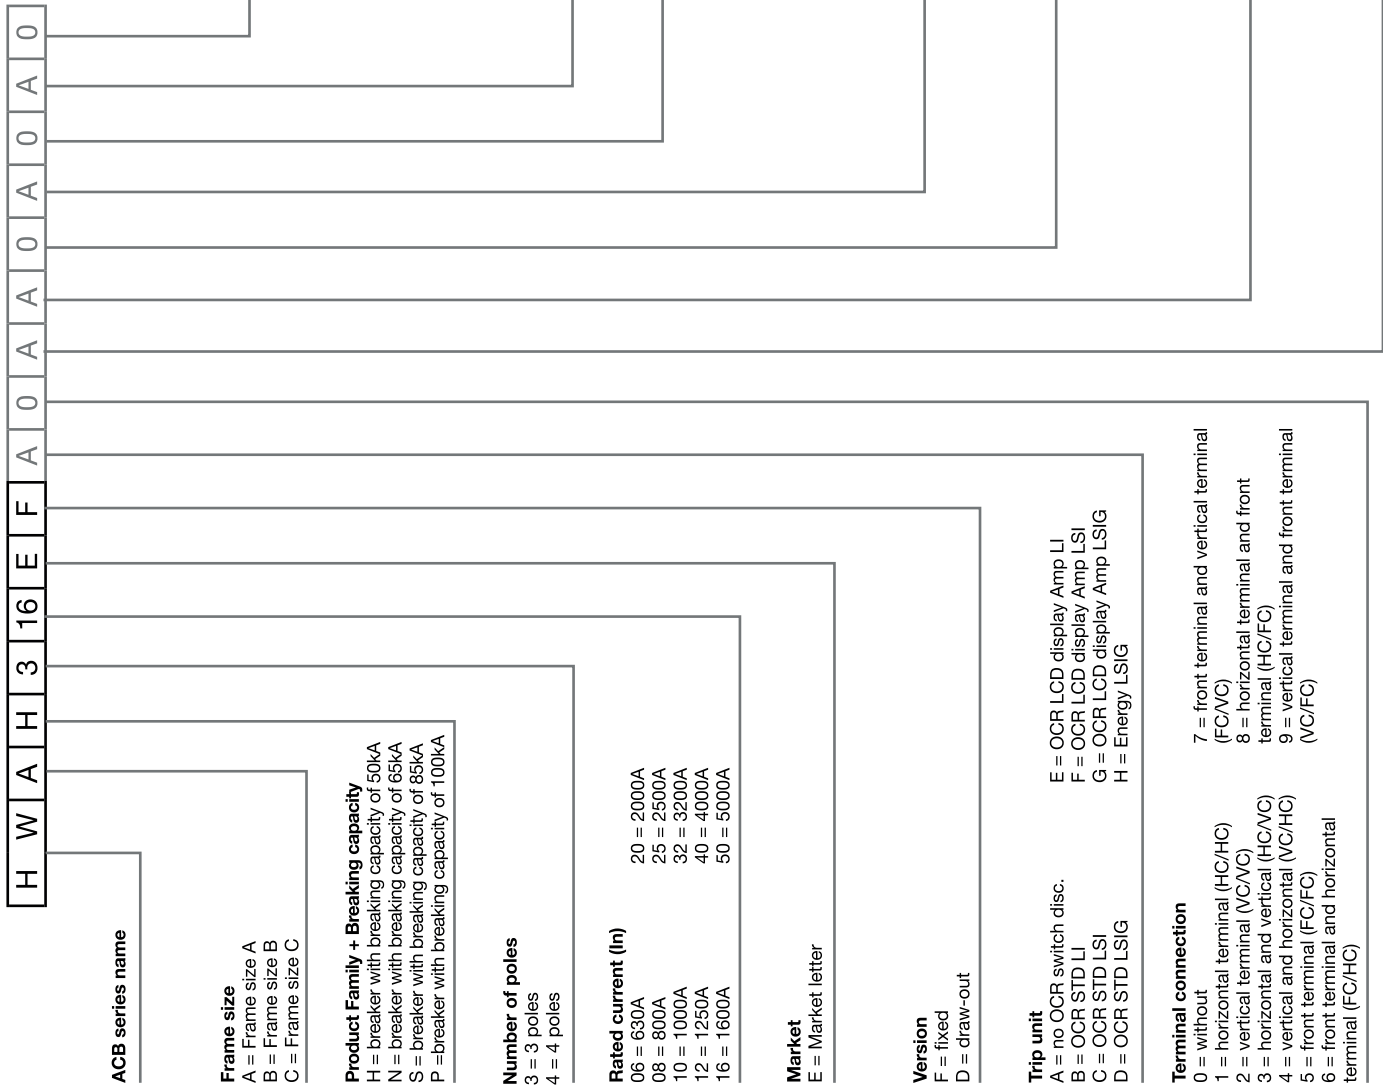 H W A H 3 16 E F A 0 A A 0 A 0 A 0
ACB series name
Frame size
A = Frame size A
B = Frame size B
C = Frame size C
Product Family + Breaking capacity
H = breaker with breaking capacity of 50kA
N = breaker with breaking capacity of 65kA
S = breaker with breaking capacity of 85kA
P =breaker with breaking capacity of 100kA
Number of poles
3 = 3 poles
4 = 4 poles
Rated current (In)
06 = 630A
08 = 800A
10 = 1000A
12 = 1250A
16 = 1600A
20 = 2000A
25 = 2500A
32 = 3200A
40 = 4000A
50 = 5000A
Market
E = Market letter
Version
F = fixed
D = draw-out
Trip unit
A = no OCR switch disc.
B = OCR STD LI
C = OCR STD LSI
D = OCR STD LSIG
E = OCR LCD display Amp LI
F = OCR LCD display Amp LSI
G = OCR LCD display Amp LSIG
H = Energy LSIG
Terminal connection
0 = without
1 = horizontal terminal (HC/HC)
2 = vertical terminal (VC/VC)
3 = horizontal and vertical (HC/VC)
4 = vertical and horizontal (VC/HC)
5 = front terminal (FC/FC)
6 = front terminal and horizontal
terminal (FC/HC)
7 = front terminal and vertical terminal
(FC/VC)
8 = horizontal terminal and front
terminal (HC/FC)
9 = vertical terminal and front terminal
(VC/FC)